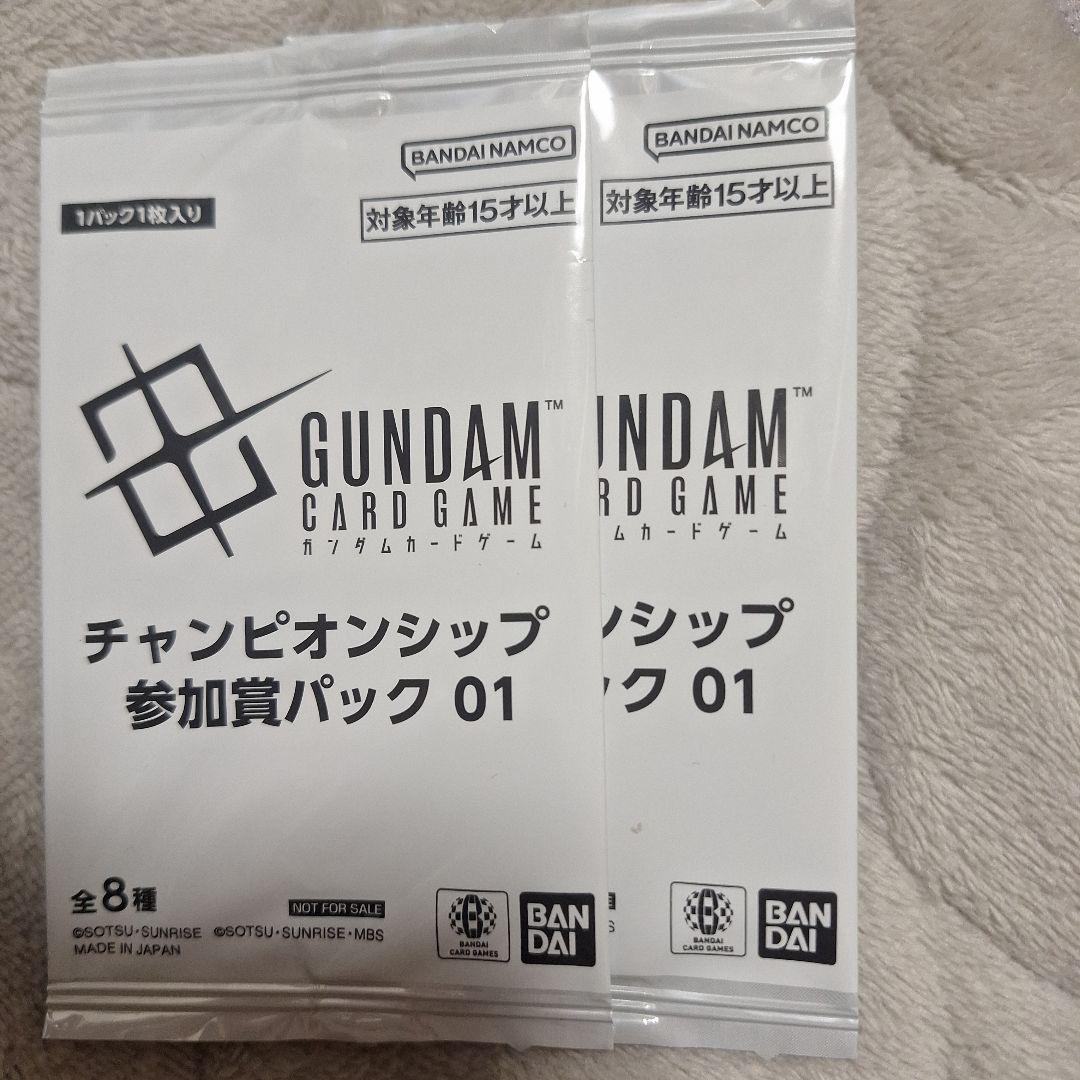 BANDAI NAMCO
1パック1枚入り
対象年齢15才以上
GUNDAM™
CARD GAME
ガンダムカードゲーム
チャンピオンシップ
参加賞パック 01
全8種
NOT FOR SALE
©SOTSU・SUNRISE ©SOTSU・SUNRISE・MBS
MADE IN JAPAN
BANDAI
CARD GAMES
BAN
DAI
BANDAI NAMCO
対象年齢15才以上
UNDAM™
RD GAME
ムカードゲーム
ンシップ
ック 01
S
BANDAI
CARD GAMES
BAN
DAI